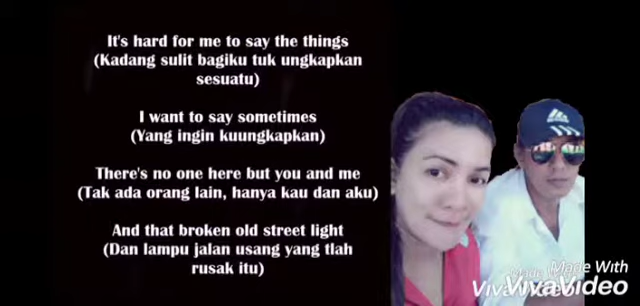 It's hard for me to say the things
(Kadang sulit bagiku tuk ungkapkan
sesuatu)
I want to say sometimes
(Yang ingin kuungkapkan)
There's no one here but you and me
(Tak ada orang lain, hanya kau dan aku)
And that broken old street light
(Dan lampu jalan usang yang tlah
rusak itu)
Made With
VivaVideo